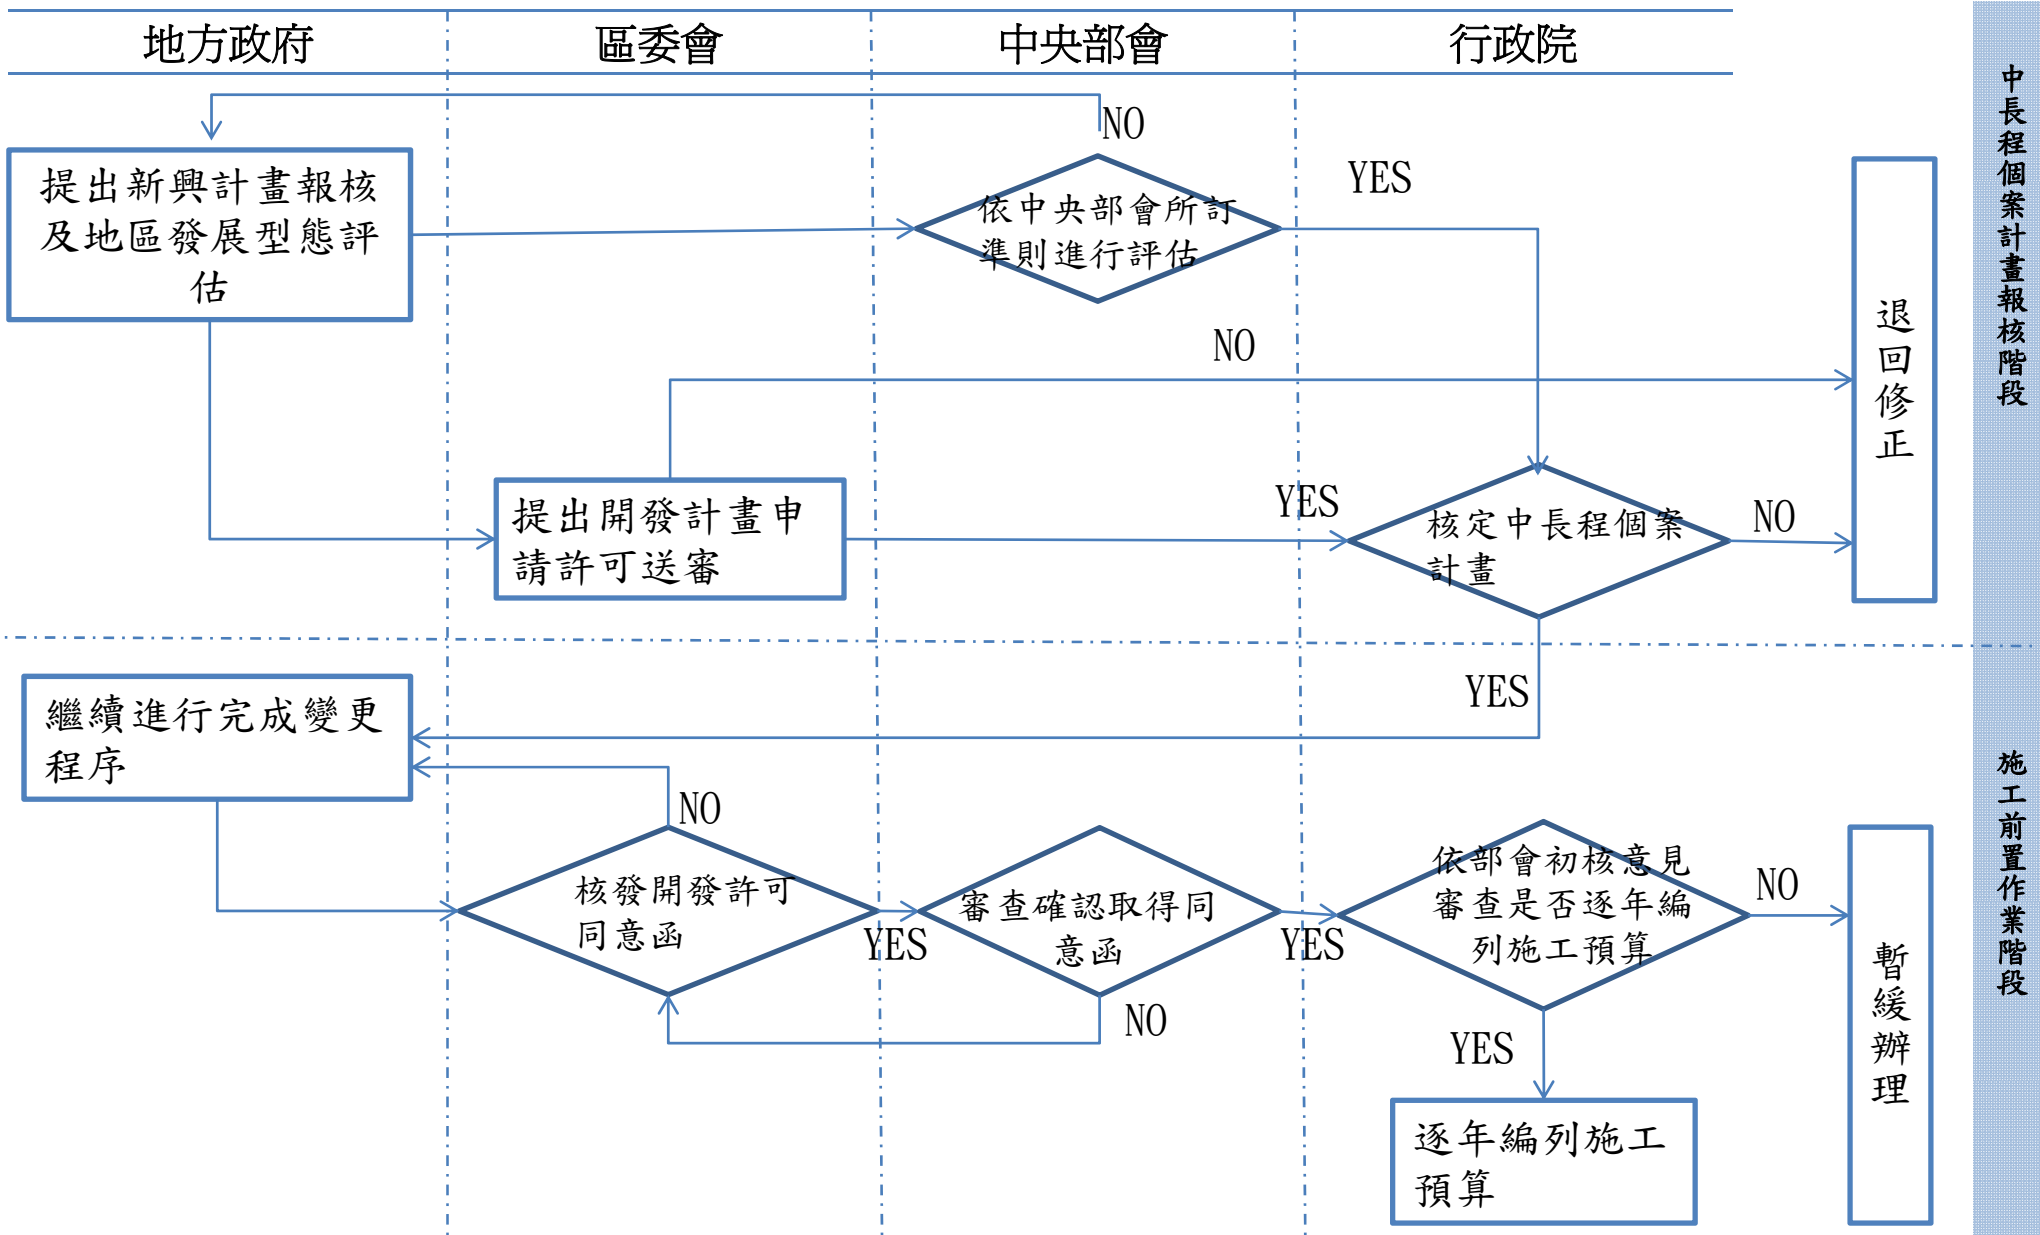 地方政府
區委會
中央部會
行政院
中長程個案計畫報核階段
NO
YES
提出新興計畫報核
及地區發展型態評
估
依中央部會所訂
準則進行評估
NO
退回修正
提出開發計畫申
請許可送審
YES
核定中長程個案
計畫
NO
YES
繼續進行完成變更
程序
施工前置作業階段
NO
核發開發許可
同意函
YES
審查確認取得同
意函
YES
NO
依部會初核意見
審查是否逐年編
列施工預算
NO
YES
暫緩辦理
逐年編列施工
預算